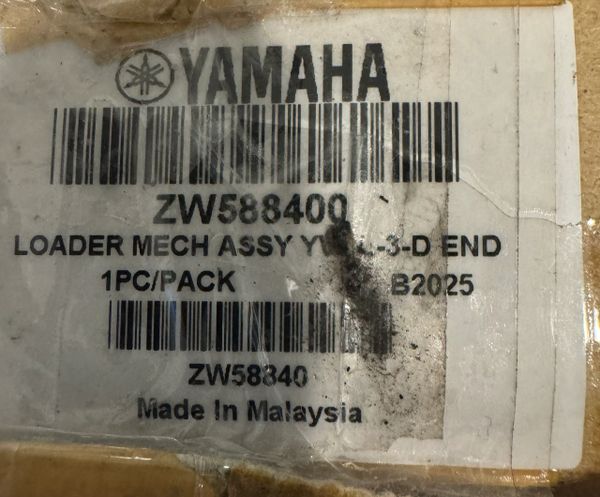 YAMAHA
ZW588400
LOADER MECH ASSY END
1PC/PACK B2025
ZW58840
Made In Malaysia